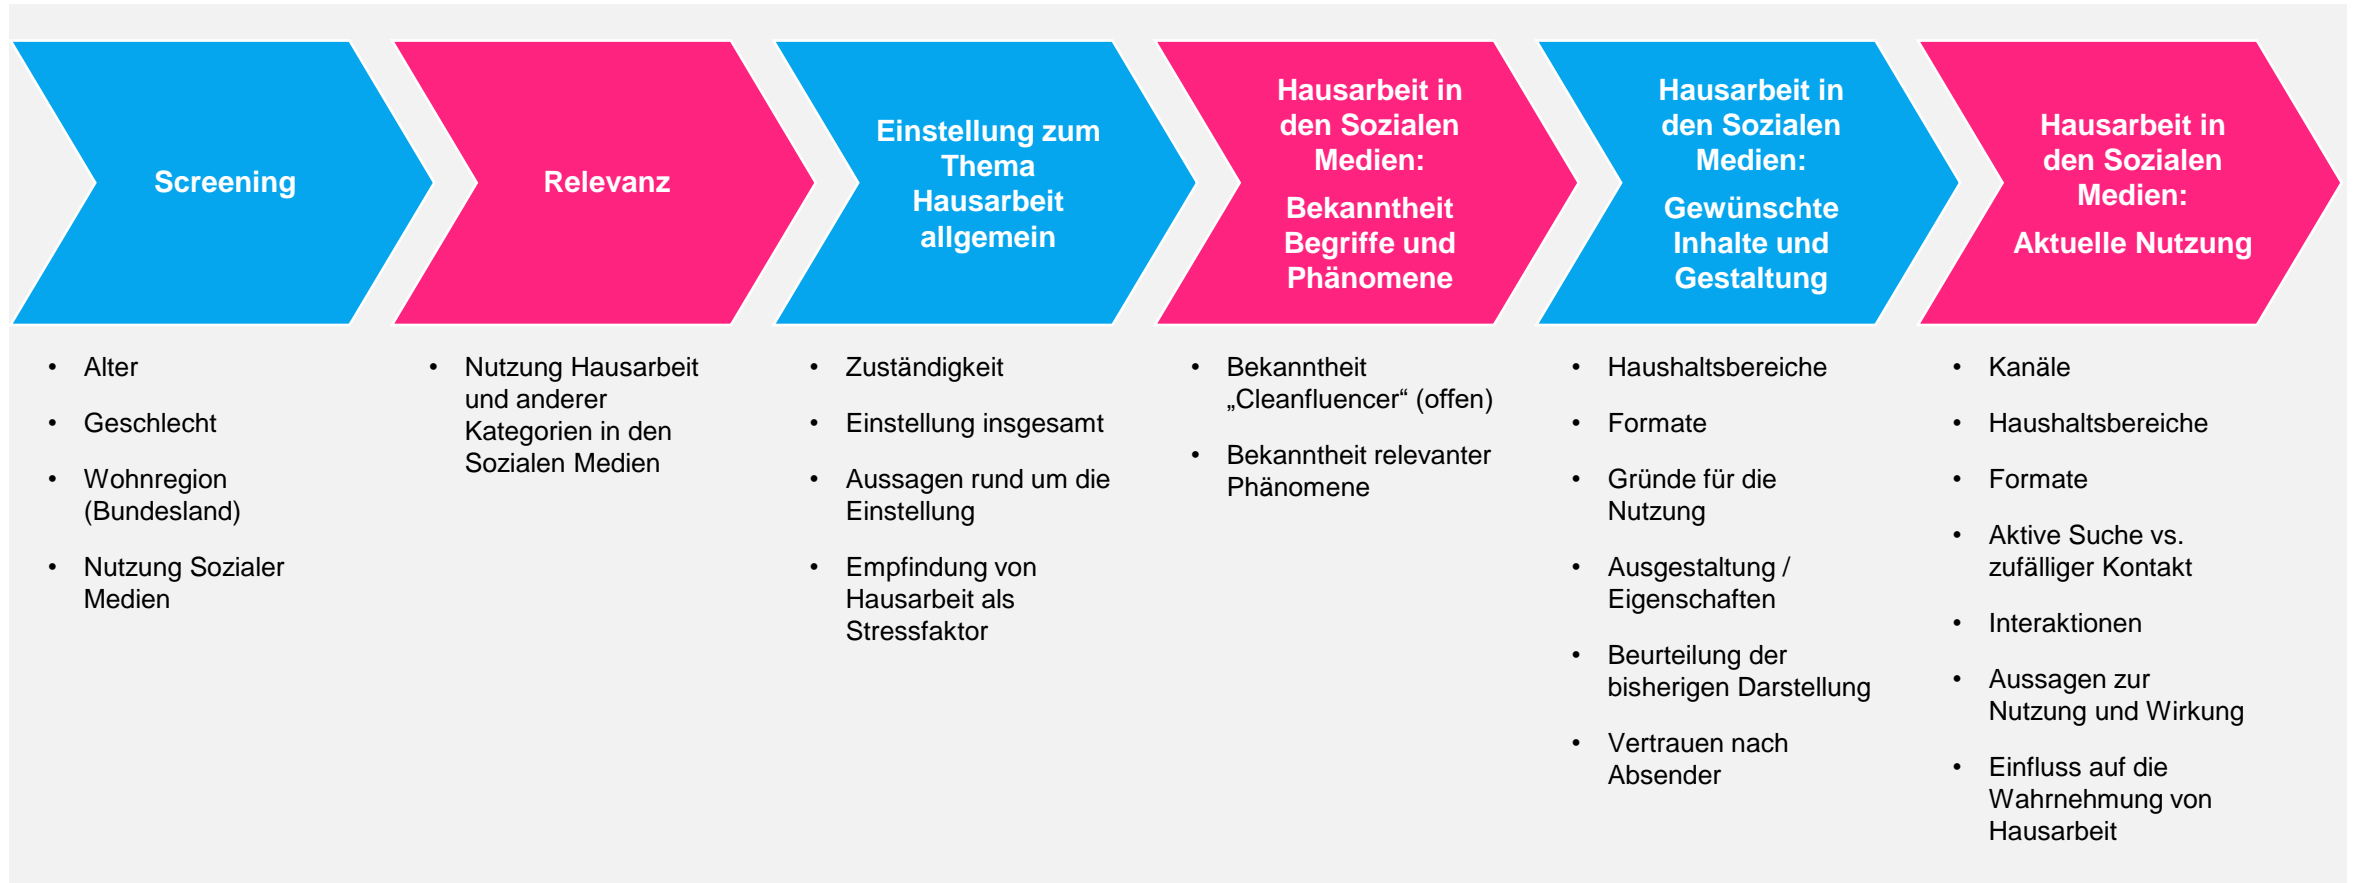 Screening
• Alter
• Geschlecht
• Wohnregion
(Bundesland)
• Nutzung Sozialer
Medien
Relevanz
• Nutzung Hausarbeit
und anderer
Kategorien in den
Sozialen Medien
Einstellung zum
Thema
Hausarbeit
allgemein
• Zuständigkeit
• Einstellung insgesamt
• Aussagen rund um die
Einstellung
• Empfindung von
Hausarbeit als
Stressfaktor
Hausarbeit in
den Sozialen
Medien:
Bekanntheit
Begriffe und
Phänomene
• Bekanntheit
„Cleanfluencer“ (offen)
• Bekanntheit relevanter
Phänomene
Hausarbeit in
den Sozialen
Medien:
Gewünschte
Inhalte und
Gestaltung
• Haushaltsbereiche
• Formate
• Gründe für die
Nutzung
• Ausgestaltung /
Eigenschaften
• Beurteilung der
bisherigen Darstellung
• Vertrauen nach
Absender
Hausarbeit in
den Sozialen
Medien:
Aktuelle Nutzung
• Kanäle
• Haushaltsbereiche
• Formate
• Aktive Suche vs.
zufälliger Kontakt
• Interaktionen
• Aussagen zur
Nutzung und Wirkung
• Einfluss auf die
Wahrnehmung von
Hausarbeit